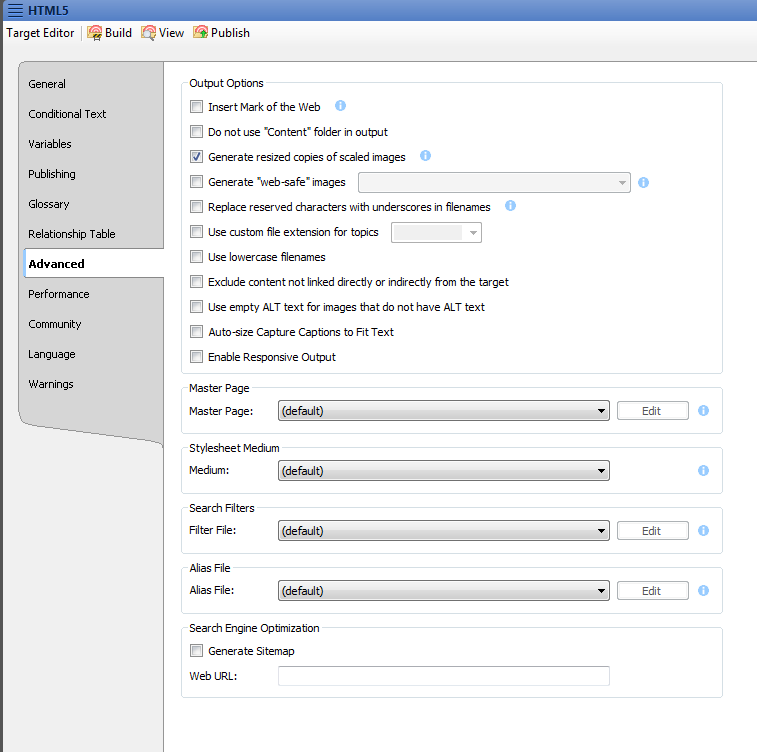 HTML5
Target Editor Build View Publish
General
Conditional Text
Variables
Publishing
Glossary
Relationship Table
Advanced
Performance
Community
Language
Warnings
Output Options
Insert Mark of the Web
Do not use "Content" folder in output
Generate resized copies of scaled images
Generate "web-safe" images
Replace reserved characters with underscores in filenames
Use custom file extension for topics
Use lowercase filenames
Exclude content not linked directly or indirectly from the target
Use empty ALT text for images that do not have ALT text
Auto-size Capture Captions to Fit Text
Enable Responsive Output
Master Page
Master Page: (default) Edit
Stylesheet Medium
Medium: (default)
Search Filters
Filter File: (default) Edit
Alias File
Alias File: (default) Edit
Search Engine Optimization
Generate Sitemap
Web URL: